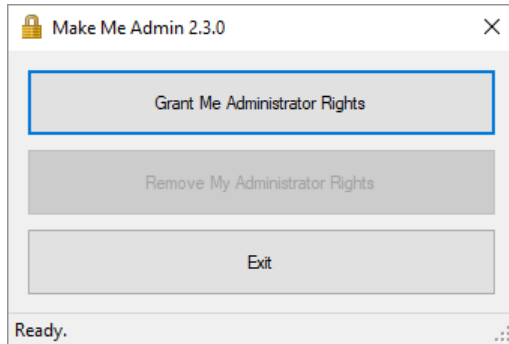 Make Me Admin 2.3.0
Grant Me Administrator Rights
Remove My Administrator Rights
Exit
Ready.